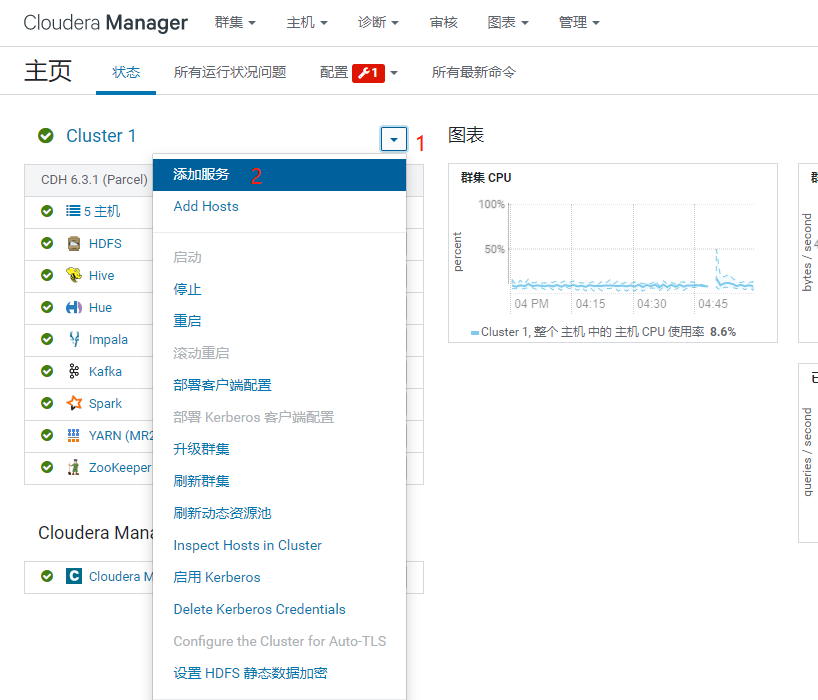 Cloudera Manager 群集 主机 诊断 审核 图表 管理
主页 状态 所有运行状况问题 配置 1 所有最新命令
Cluster 1
1
图表
CDH 6.3.1 (Parcel)
5 主机
HDFS
Hive
Hue
Impala
Kafka
Spark
YARN (MR2
ZooKeeper
Cloudera Mana
Cloudera M
添加服务 2
Add Hosts
启动
停止
重启
滚动重启
部署客户端配置
部署 Kerberos 客户端配置
升级群集
刷新群集
刷新动态资源池
Inspect Hosts in Cluster
启用 Kerberos
Delete Kerberos Credentials
Configure the Cluster for Auto-TLS
设置 HDFS 静态数据加密
群集 CPU
percent
100%
50%
04 PM 04:15 04:30 04:45
Cluster 1, 整个 主机 中的 主机 CPU 使用率 8.6%
bytes / second
queries / second